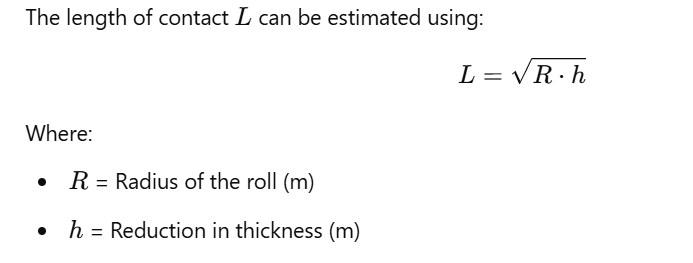 The length of contact L can be estimated using:
L = √R · h
Where:
• R = Radius of the roll (m)
• h = Reduction in thickness (m)